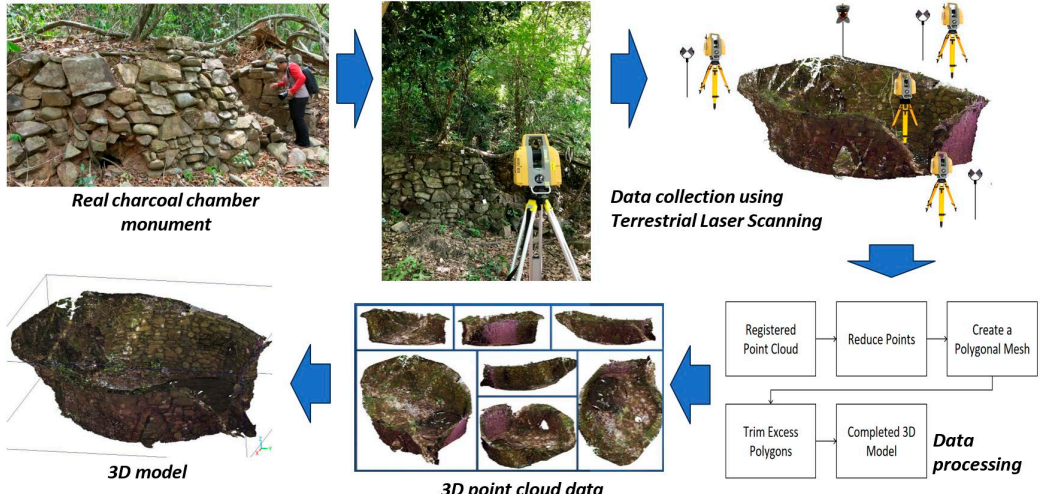 Real charcoal chamber
monument
Data collection using
Terrestrial Laser Scanning
Registered
Point Cloud
Reduce Points
Create a
Polygonal Mesh
Trim Excess
Polygons
Completed 3D
Model
Data
processing
3D point cloud data
3D model